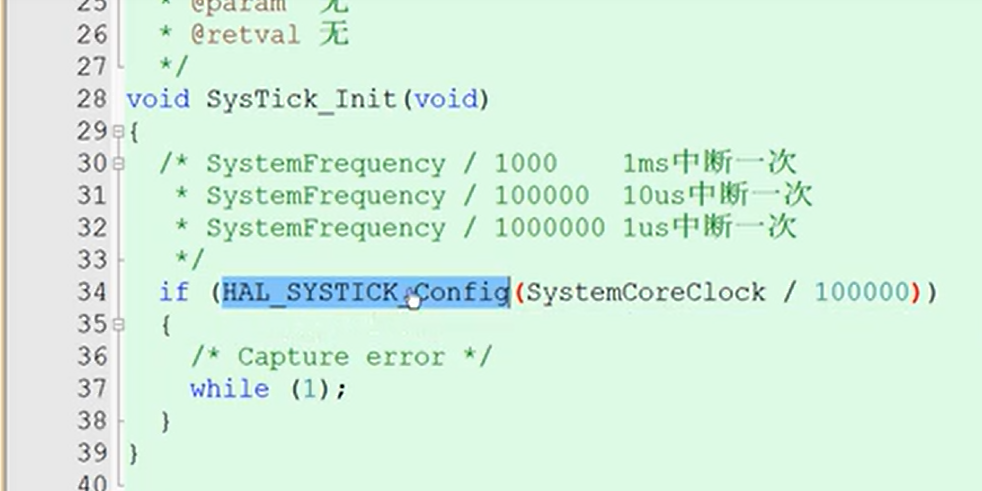 25 * @param 无
26 * @retval 无
27 */
28 void SysTick_Init(void)
29 {
30 /* SystemFrequency / 1000 1ms中断一次
31 * SystemFrequency / 100000 10us中断一次
32 * SystemFrequency / 1000000 1us中断一次
33 */
34 if (HAL_SYSTICK_Config(SystemCoreClock / 100000))
35 {
36 /* Capture error */
37 while (1);
38 }
39 }
40